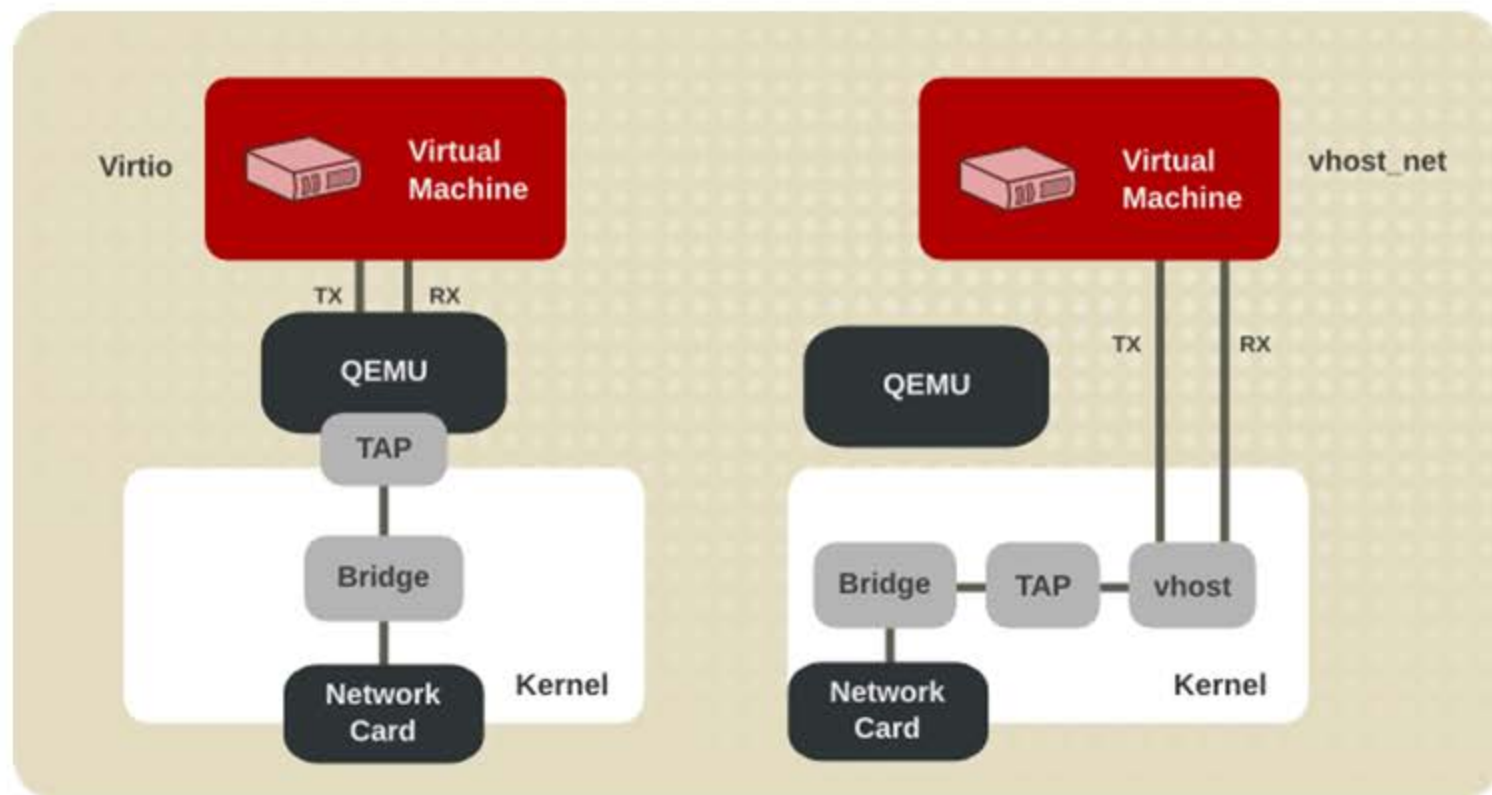 Virtio
Virtual
Machine
TX
RX
QEMU
TAP
Bridge
Network
Card
Kernel
Virtual
Machine
vhost_net
TX
RX
QEMU
Bridge
TAP
vhost
Network
Card
Kernel